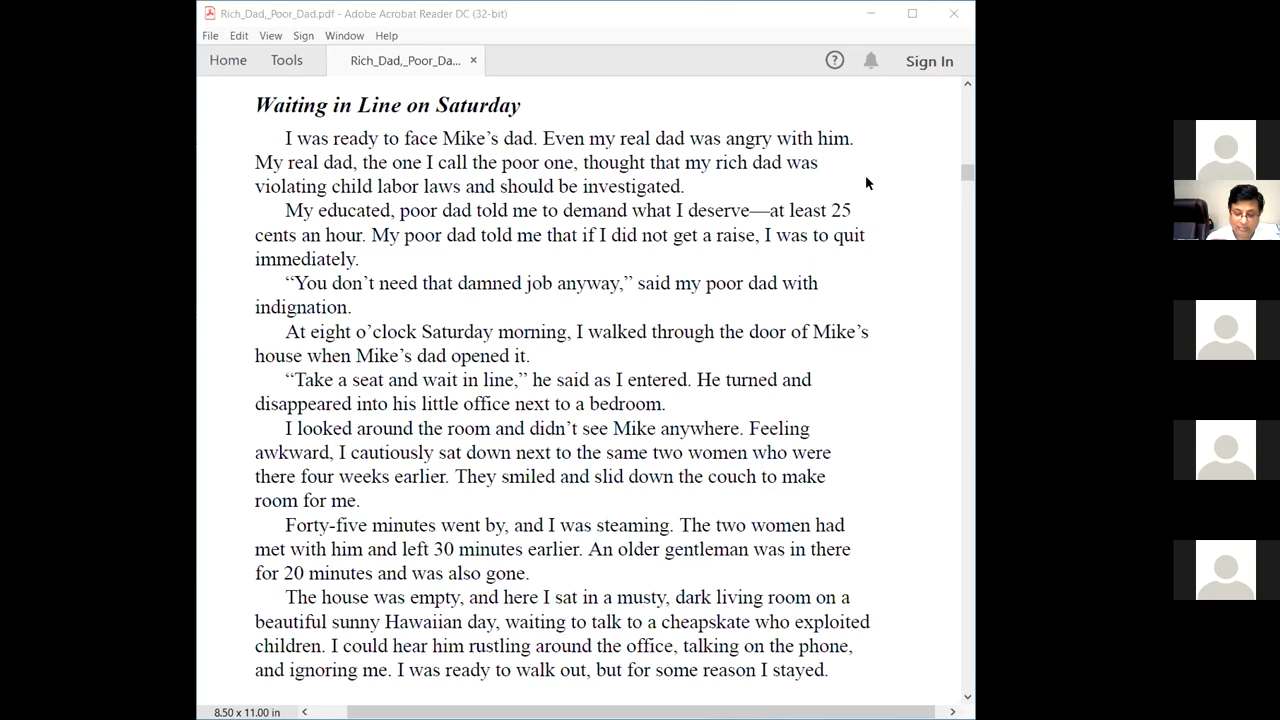 Rich_Dad,_Poor_Dad.pdf - Adobe Acrobat Reader DC (32-bit)
File Edit View Sign Window Help
Home Tools Rich_Dad,_Poor_Da... × Sign In
Waiting in Line on Saturday
I was ready to face Mike’s dad. Even my real dad was angry with him.
My real dad, the one I call the poor one, thought that my rich dad was
violating child labor laws and should be investigated.
My educated, poor dad told me to demand what I deserve—at least 25
cents an hour. My poor dad told me that if I did not get a raise, I was to quit
immediately.
“You don’t need that damned job anyway,” said my poor dad with
indignation.
At eight o’clock Saturday morning, I walked through the door of Mike’s
house when Mike’s dad opened it.
“Take a seat and wait in line,” he said as I entered. He turned and
disappeared into his little office next to a bedroom.
I looked around the room and didn’t see Mike anywhere. Feeling
awkward, I cautiously sat down next to the same two women who were
there four weeks earlier. They smiled and slid down the couch to make
room for me.
Forty-five minutes went by, and I was steaming. The two women had
met with him and left 30 minutes earlier. An older gentleman was in there
for 20 minutes and was also gone.
The house was empty, and here I sat in a musty, dark living room on a
beautiful sunny Hawaiian day, waiting to talk to a cheapskate who exploited
children. I could hear him rustling around the office, talking on the phone,
and ignoring me. I was ready to walk out, but for some reason I stayed.
8.50 x 11.00 in